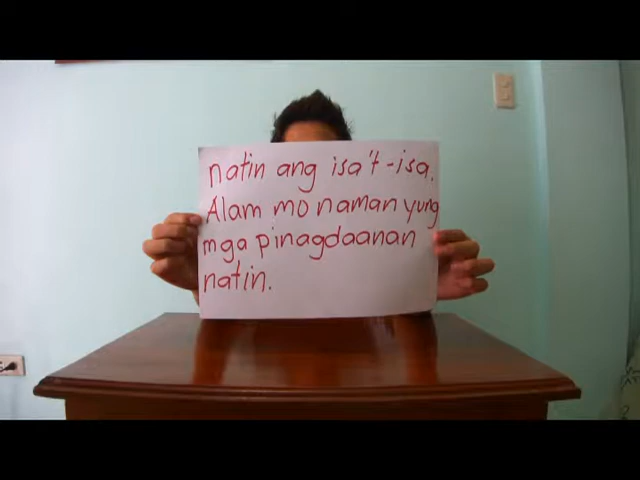 natin ang isa't-isa.
Alam mo naman yung
mga pinagdaanan
natin.